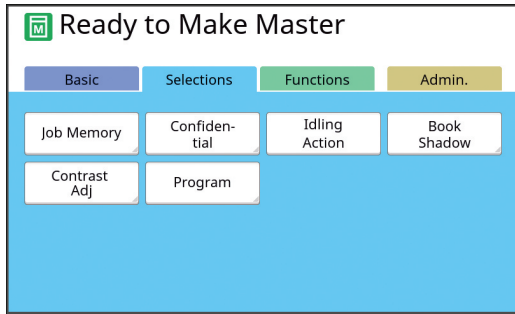 M Ready to Make Master
Basic Selections Functions Admin.
Job Memory Confiden- Idling Book
tial Action Shadow
Contrast Program
Adj